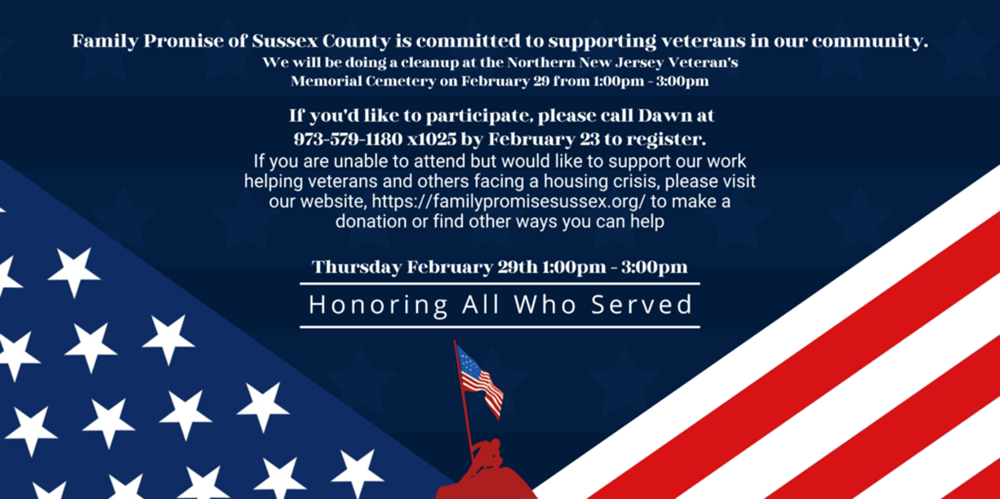 Family Promise of Sussex County is committed to supporting veterans in our community.
We will be doing a cleanup at the Northern New Jersey Veteran's
Memorial Cemetery on February 29 from 1:00pm - 3:00pm
If you'd like to participate, please call Dawn at
973-579-1180 x1025 by February 23 to register.
If you are unable to attend but would like to support our work
helping veterans and others facing a housing crisis, please visit
our website, https://familypromisesussex.org/ to make a
donation or find other ways you can help
Thursday February 29th 1:00pm - 3:00pm
Honoring All Who Served